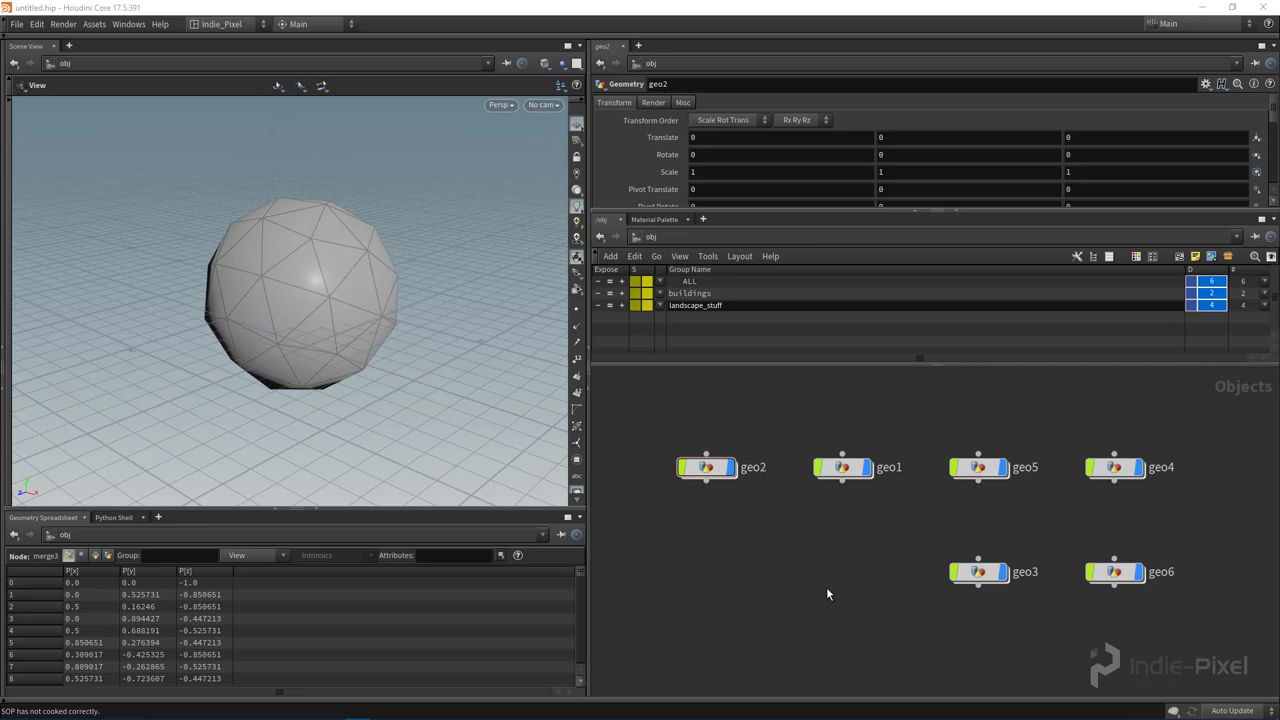 untitled.hip - Houdini Core 17.5.391
File Edit Render Assets Windows Help Indie_Pixel Main Main
Scene View
obj
View
Persp No cam
geo2
obj
Geometry geo2
Transform Render Misc
Transform Order Scale Rot Trans Rx Ry Rz
Translate 0 0 0
Rotate 0 0 0
Scale 1 1 1
Pivot Translate 0 0 0
/obj Material Palette
obj
Add Edit Go View Tools Layout Help
Expose S Group Name D #
ALL 6 6
buildings 2 2
landscape_stuff 4 4
Objects
geo2 geo1 geo5 geo4
geo3 geo6
Indie-Pixel
12
abc
z x
Geometry Spreadsheet Python Shell
obj
Node: merge3 Group: View Intrinsics Attributes:
P[x] P[y] P[z]
0 0.0 0.0 -1.0
1 0.0 0.525731 -0.850651
2 0.5 0.16246 -0.850651
3 0.0 0.894427 -0.447213
4 0.5 0.688191 -0.525731
5 0.850651 0.276394 -0.447213
6 0.309017 -0.425325 -0.850651
7 0.809017 -0.262865 -0.525731
8 0.525731 -0.723607 -0.447213
SOP has not cooked correctly. Auto Update